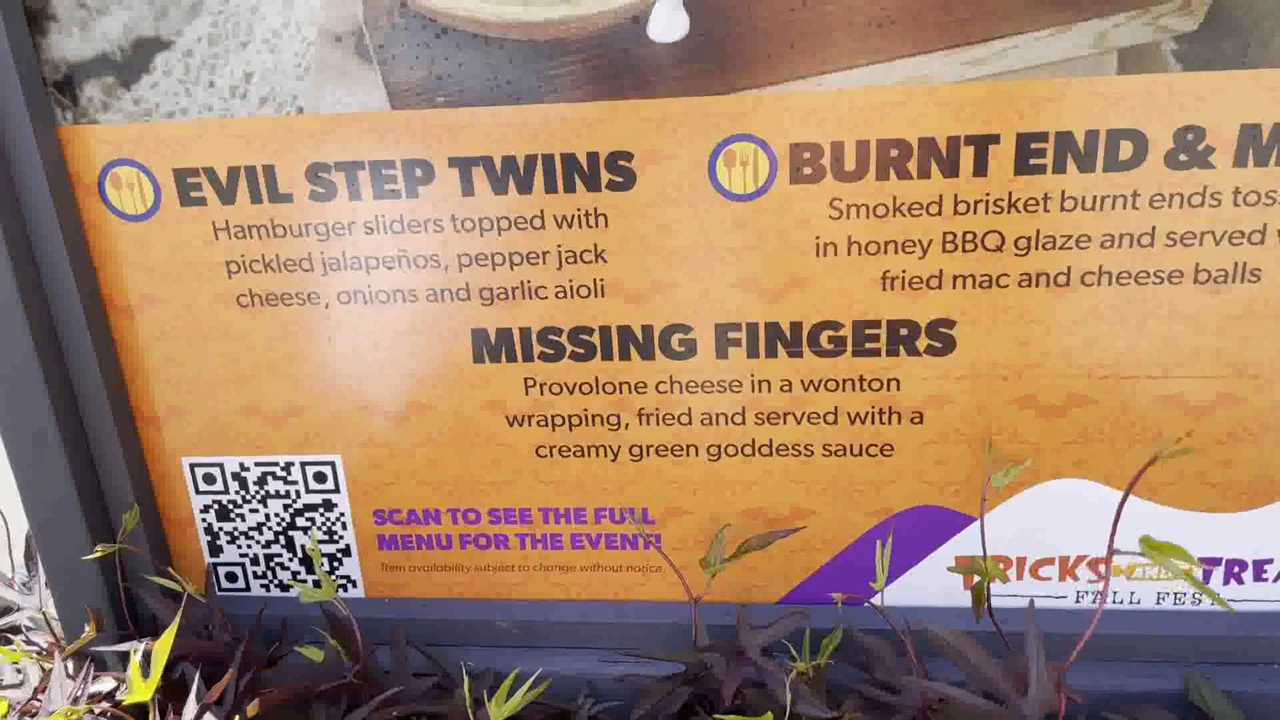 EVIL STEP TWINS
Hamburger sliders topped with
pickled jalapeños, pepper jack
cheese, onions and garlic aioli
BURNT END &
Smoked brisket burnt ends
in honey BBQ glaze and served
fried mac and cheese balls
MISSING FINGERS
Provolone cheese in a wonton
wrapping, fried and served with a
creamy green goddess sauce
SCAN TO SEE THE FULL
MENU FOR THE EVENT!
Item availability subject to change without notice.
TRICKS
FALL FEST